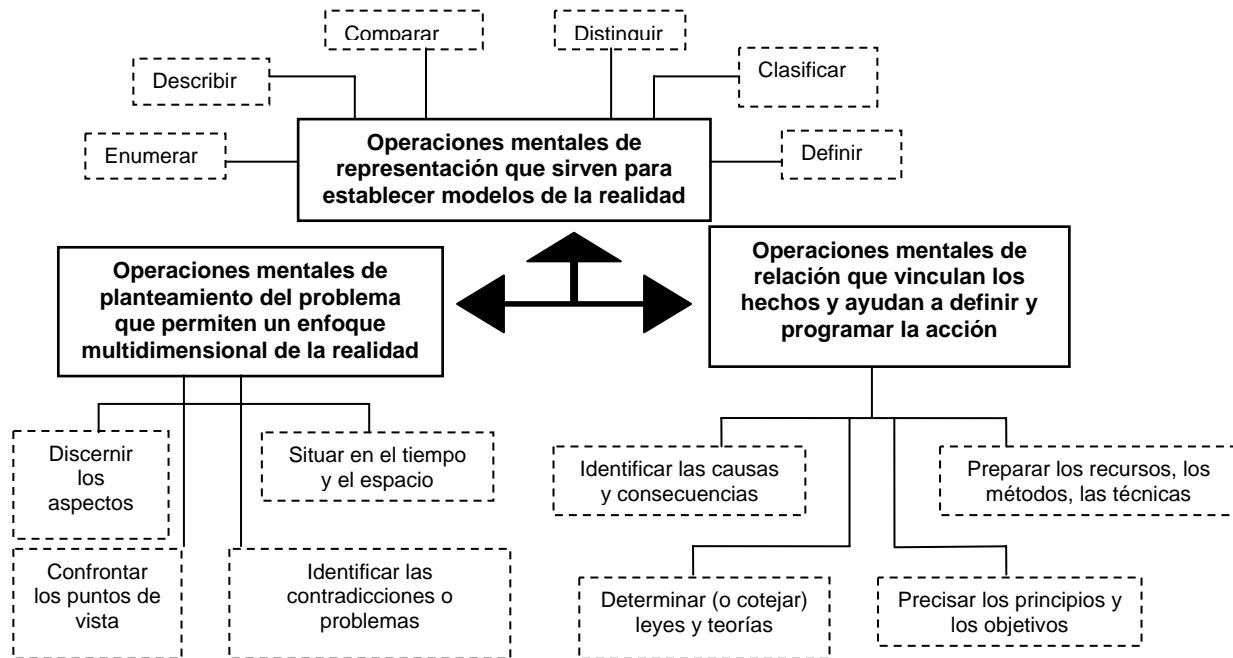 Comparar
Distinguir
Describir
Clasificar
Enumerar
Operaciones mentales de
representación que sirven para
establecer modelos de la realidad
Definir
Operaciones mentales de
planteamiento del problema
que permiten un enfoque
multidimensional de la realidad
Operaciones mentales de
relación que vinculan los
hechos y ayudan a definir y
programar la acción
Discernir
los
aspectos
Situar en el tiempo
y el espacio
Identificar las causas
y consecuencias
Preparar los recursos, los
métodos, las técnicas
Confrontar
los puntos de
vista
Identificar las
contradicciones o
problemas
Determinar (o cotejar)
leyes y teorías
Precisar los principios y
los objetivos